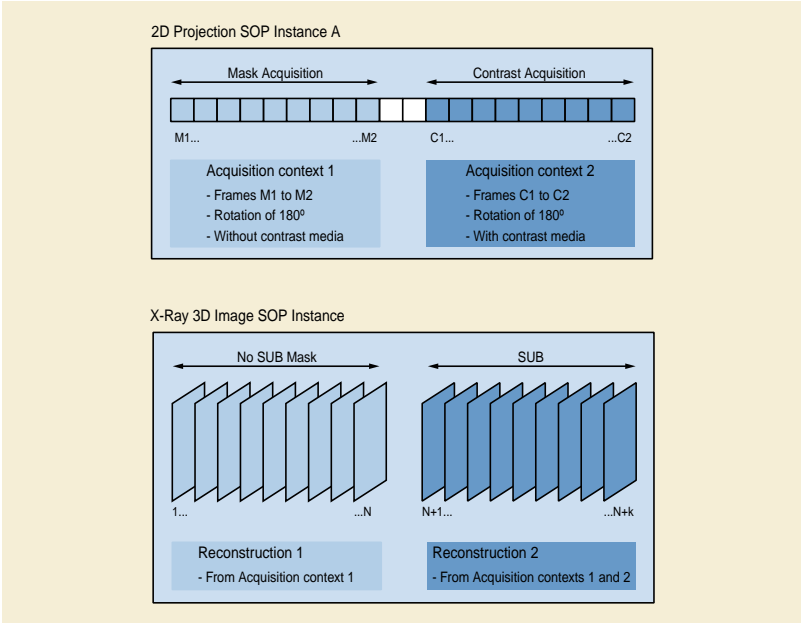 2D Projection SOP Instance A
Mask Acquisition
Contrast Acquisition
M1...
...M2
C1...
...C2
Acquisition context 1
- Frames M1 to M2
- Rotation of 180º
- Without contrast media
Acquisition context 2
- Frames C1 to C2
- Rotation of 180º
- With contrast media
X-Ray 3D Image SOP Instance
No SUB Mask
SUB
1...
...N
N+1...
...N+k
Reconstruction 1
- From Acquisition context 1
Reconstruction 2
- From Acquisition contexts 1 and 2